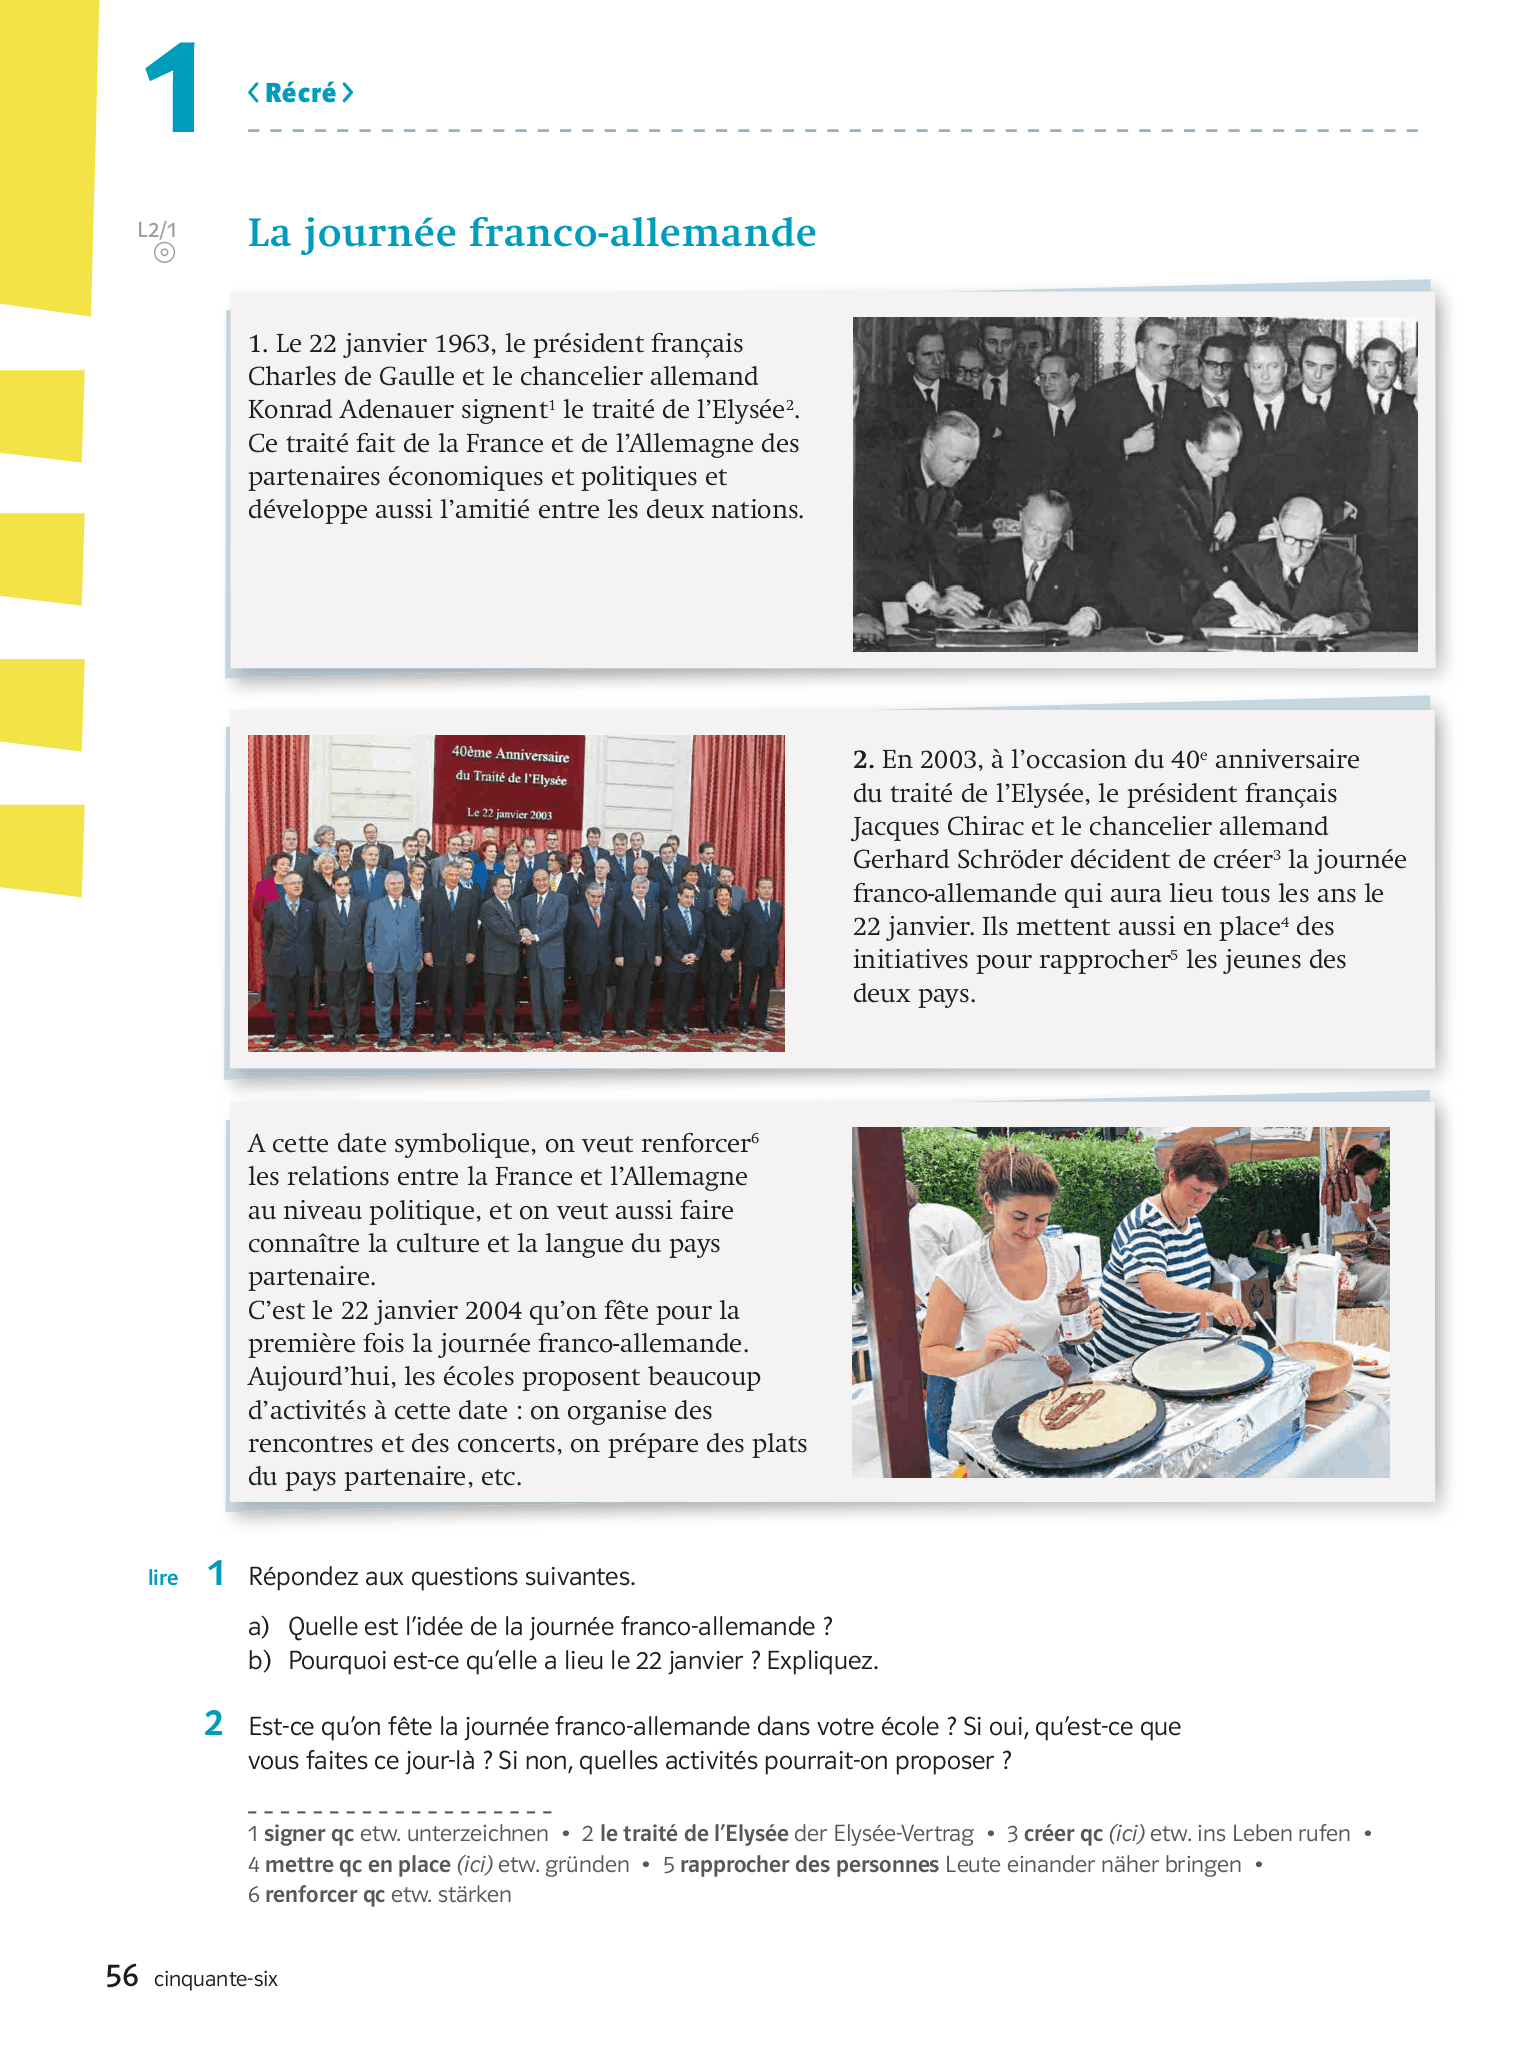 1
‹ Récré ›
L2/1
La journée franco-allemande
1. Le 22 janvier 1963, le président français
Charles de Gaulle et le chancelier allemand
Konrad Adenauer signent¹ le traité de l’Elysée².
Ce traité fait de la France et de l’Allemagne des
partenaires économiques et politiques et
développe aussi l’amitié entre les deux nations.
40ème Anniversaire
du Traité de l’Elysée
Le 22 janvier 2003
2. En 2003, à l’occasion du 40e anniversaire
du traité de l’Elysée, le président français
Jacques Chirac et le chancelier allemand
Gerhard Schröder décident de créer³ la journée
franco-allemande qui aura lieu tous les ans le
22 janvier. Ils mettent aussi en place⁴ des
initiatives pour rapprocher⁵ les jeunes des
deux pays.
A cette date symbolique, on veut renforcer⁶
les relations entre la France et l’Allemagne
au niveau politique, et on veut aussi faire
connaître la culture et la langue du pays
partenaire.
C’est le 22 janvier 2004 qu’on fête pour la
première fois la journée franco-allemande.
Aujourd’hui, les écoles proposent beaucoup
d’activités à cette date : on organise des
rencontres et des concerts, on prépare des plats
du pays partenaire, etc.
lire 1 Répondez aux questions suivantes.
a) Quelle est l’idée de la journée franco-allemande ?
b) Pourquoi est-ce qu’elle a lieu le 22 janvier ? Expliquez.
2 Est-ce qu’on fête la journée franco-allemande dans votre école ? Si oui, qu’est-ce que
vous faites ce jour-là ? Si non, quelles activités pourrait-on proposer ?
1 signer qc etw. unterzeichnen • 2 le traité de l’Elysée der Elysée-Vertrag • 3 créer qc (ici) etw. ins Leben rufen •
4 mettre qc en place (ici) etw. gründen • 5 rapprocher des personnes Leute einander näher bringen •
6 renforcer qc etw. stärken
56 cinquante-six